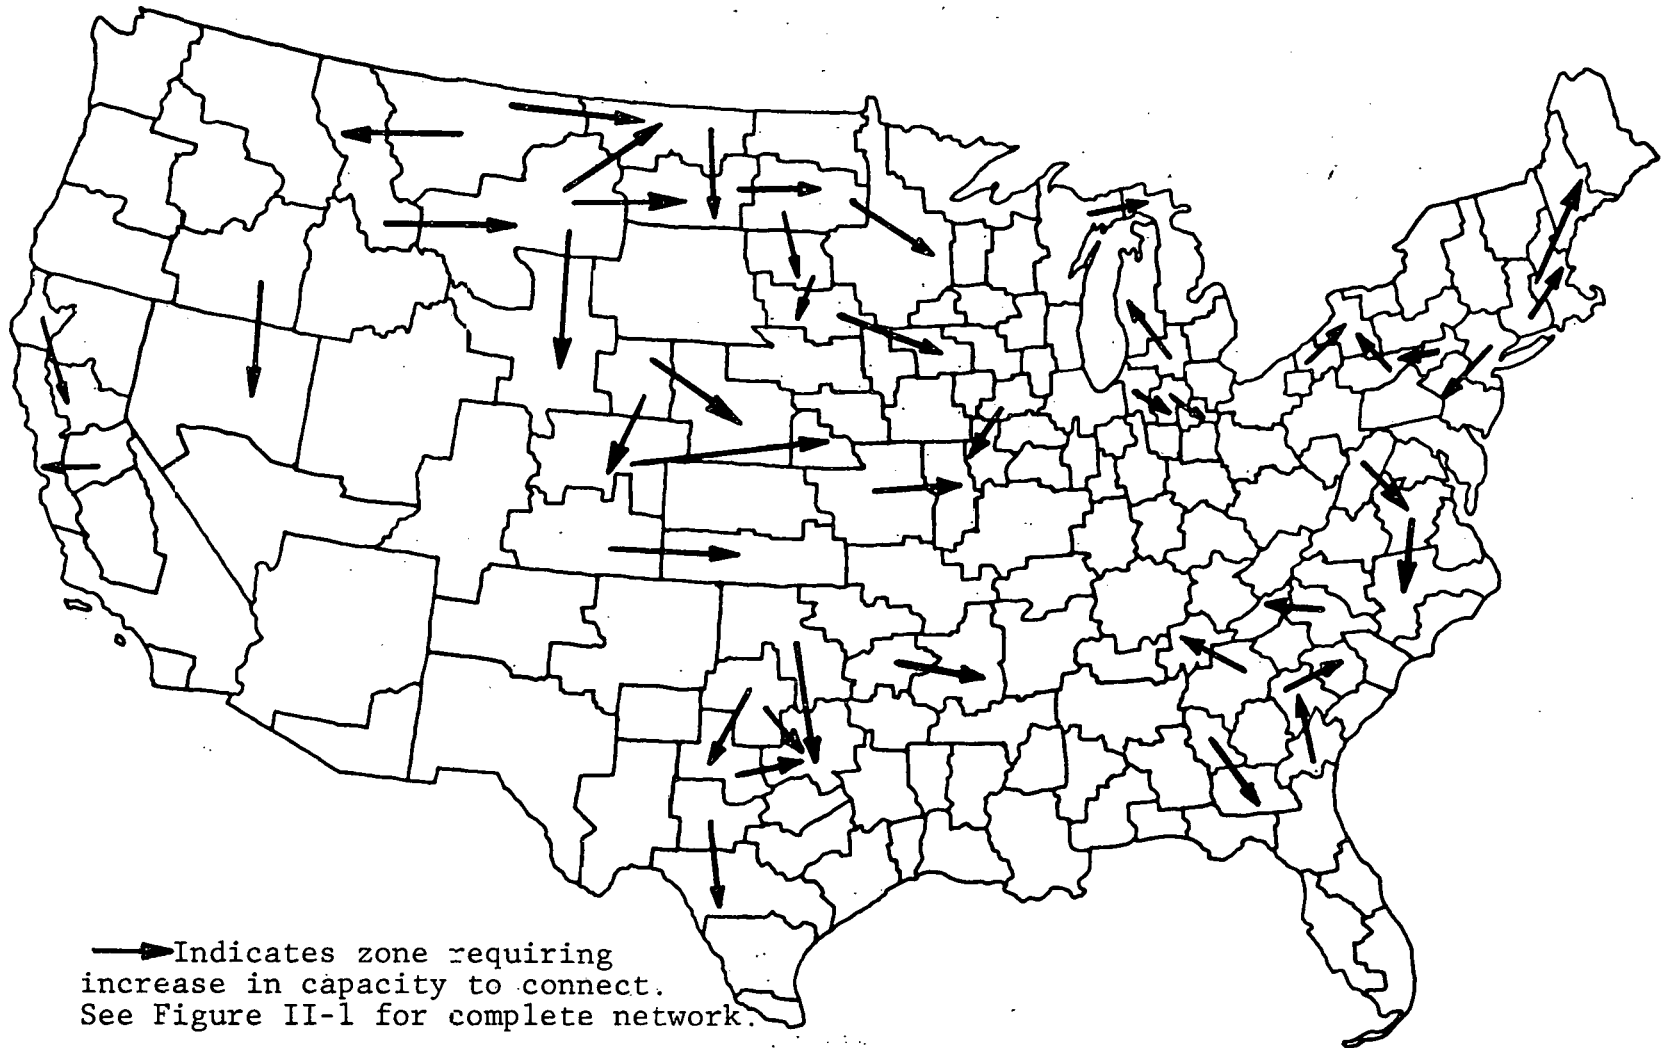 Indicates zone requiring
increase in capacity to connect.
See Figure II-1 for complete network.